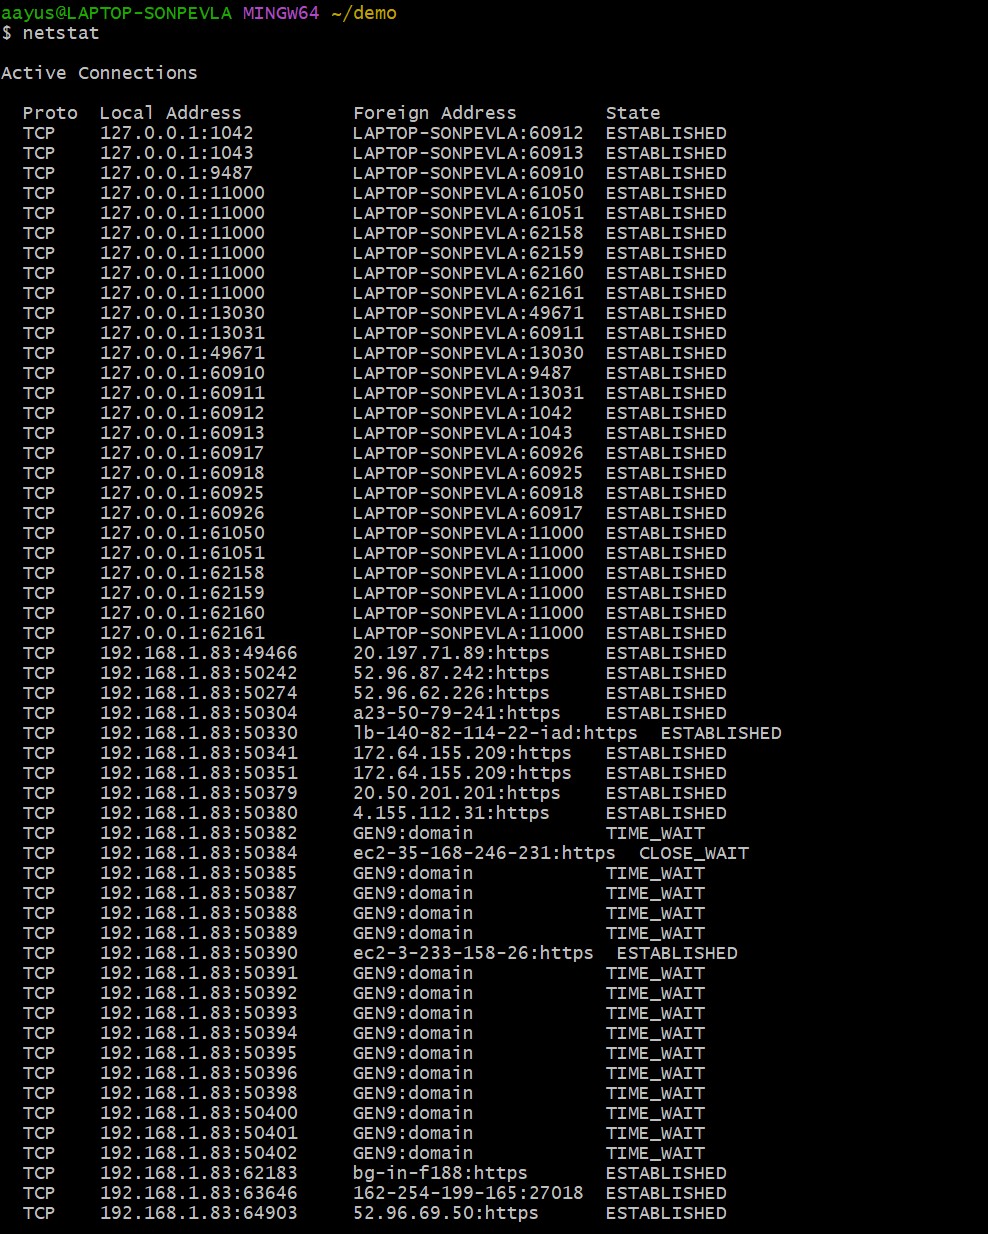 aayus@LAPTOP-SONPEVLA MINGW64 ~/demo
$ netstat
Active Connections
Proto Local Address Foreign Address State
TCP 127.0.0.1:1042 LAPTOP-SONPEVLA:60912 ESTABLISHED
TCP 127.0.0.1:1043 LAPTOP-SONPEVLA:60913 ESTABLISHED
TCP 127.0.0.1:9487 LAPTOP-SONPEVLA:60910 ESTABLISHED
TCP 127.0.0.1:11000 LAPTOP-SONPEVLA:61050 ESTABLISHED
TCP 127.0.0.1:11000 LAPTOP-SONPEVLA:61051 ESTABLISHED
TCP 127.0.0.1:11000 LAPTOP-SONPEVLA:62158 ESTABLISHED
TCP 127.0.0.1:11000 LAPTOP-SONPEVLA:62159 ESTABLISHED
TCP 127.0.0.1:11000 LAPTOP-SONPEVLA:62160 ESTABLISHED
TCP 127.0.0.1:11000 LAPTOP-SONPEVLA:62161 ESTABLISHED
TCP 127.0.0.1:13030 LAPTOP-SONPEVLA:49671 ESTABLISHED
TCP 127.0.0.1:13031 LAPTOP-SONPEVLA:60911 ESTABLISHED
TCP 127.0.0.1:49671 LAPTOP-SONPEVLA:13030 ESTABLISHED
TCP 127.0.0.1:60910 LAPTOP-SONPEVLA:9487 ESTABLISHED
TCP 127.0.0.1:60911 LAPTOP-SONPEVLA:13031 ESTABLISHED
TCP 127.0.0.1:60912 LAPTOP-SONPEVLA:1042 ESTABLISHED
TCP 127.0.0.1:60913 LAPTOP-SONPEVLA:1043 ESTABLISHED
TCP 127.0.0.1:60917 LAPTOP-SONPEVLA:60926 ESTABLISHED
TCP 127.0.0.1:60918 LAPTOP-SONPEVLA:60925 ESTABLISHED
TCP 127.0.0.1:60925 LAPTOP-SONPEVLA:60918 ESTABLISHED
TCP 127.0.0.1:60926 LAPTOP-SONPEVLA:60917 ESTABLISHED
TCP 127.0.0.1:61050 LAPTOP-SONPEVLA:11000 ESTABLISHED
TCP 127.0.0.1:61051 LAPTOP-SONPEVLA:11000 ESTABLISHED
TCP 127.0.0.1:62158 LAPTOP-SONPEVLA:11000 ESTABLISHED
TCP 127.0.0.1:62159 LAPTOP-SONPEVLA:11000 ESTABLISHED
TCP 127.0.0.1:62160 LAPTOP-SONPEVLA:11000 ESTABLISHED
TCP 127.0.0.1:62161 LAPTOP-SONPEVLA:11000 ESTABLISHED
TCP 192.168.1.83:49466 20.197.71.89:https ESTABLISHED
TCP 192.168.1.83:50242 52.96.87.242:https ESTABLISHED
TCP 192.168.1.83:50274 52.96.62.226:https ESTABLISHED
TCP 192.168.1.83:50304 a23-50-79-241:https ESTABLISHED
TCP 192.168.1.83:50330 lb-140-82-114-22-iad:https ESTABLISHED
TCP 192.168.1.83:50341 172.64.155.209:https ESTABLISHED
TCP 192.168.1.83:50351 172.64.155.209:https ESTABLISHED
TCP 192.168.1.83:50379 20.50.201.201:https ESTABLISHED
TCP 192.168.1.83:50380 4.155.112.31:https ESTABLISHED
TCP 192.168.1.83:50382 GEN9:domain TIME_WAIT
TCP 192.168.1.83:50384 ec2-35-168-246-231:https CLOSE_WAIT
TCP 192.168.1.83:50385 GEN9:domain TIME_WAIT
TCP 192.168.1.83:50387 GEN9:domain TIME_WAIT
TCP 192.168.1.83:50388 GEN9:domain TIME_WAIT
TCP 192.168.1.83:50389 GEN9:domain TIME_WAIT
TCP 192.168.1.83:50390 ec2-3-233-158-26:https ESTABLISHED
TCP 192.168.1.83:50391 GEN9:domain TIME_WAIT
TCP 192.168.1.83:50392 GEN9:domain TIME_WAIT
TCP 192.168.1.83:50393 GEN9:domain TIME_WAIT
TCP 192.168.1.83:50394 GEN9:domain TIME_WAIT
TCP 192.168.1.83:50395 GEN9:domain TIME_WAIT
TCP 192.168.1.83:50396 GEN9:domain TIME_WAIT
TCP 192.168.1.83:50398 GEN9:domain TIME_WAIT
TCP 192.168.1.83:50400 GEN9:domain TIME_WAIT
TCP 192.168.1.83:50401 GEN9:domain TIME_WAIT
TCP 192.168.1.83:50402 GEN9:domain TIME_WAIT
TCP 192.168.1.83:62183 bg-in-f188:https ESTABLISHED
TCP 192.168.1.83:63646 162-254-199-165:27018 ESTABLISHED
TCP 192.168.1.83:64903 52.96.69.50:https ESTABLISHED